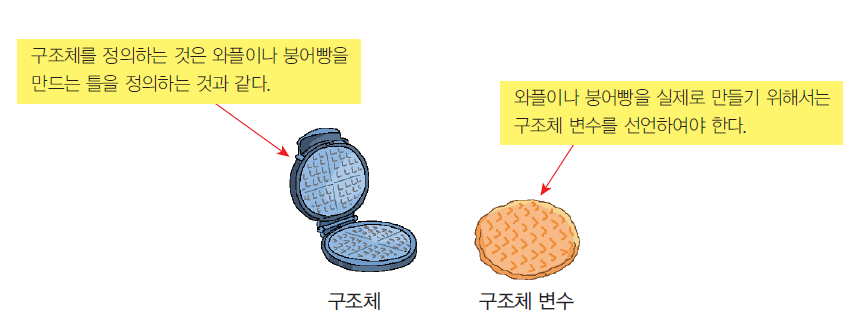 구조체를 정의하는 것은 와플이나 붕어빵을
만드는 틀을 정의하는 것과 같다.
와플이나 붕어빵을 실제로 만들기 위해서는
구조체 변수를 선언하여야 한다.
구조체
구조체 변수